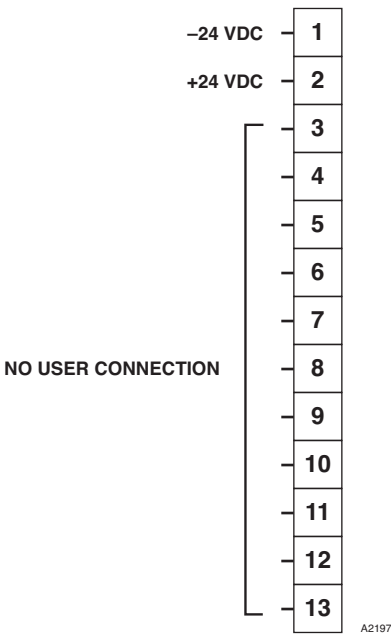 –24 VDC 1
+24 VDC 2
3
4
5
6
7
NO USER CONNECTION 8
9
10
11
12
13
A2197